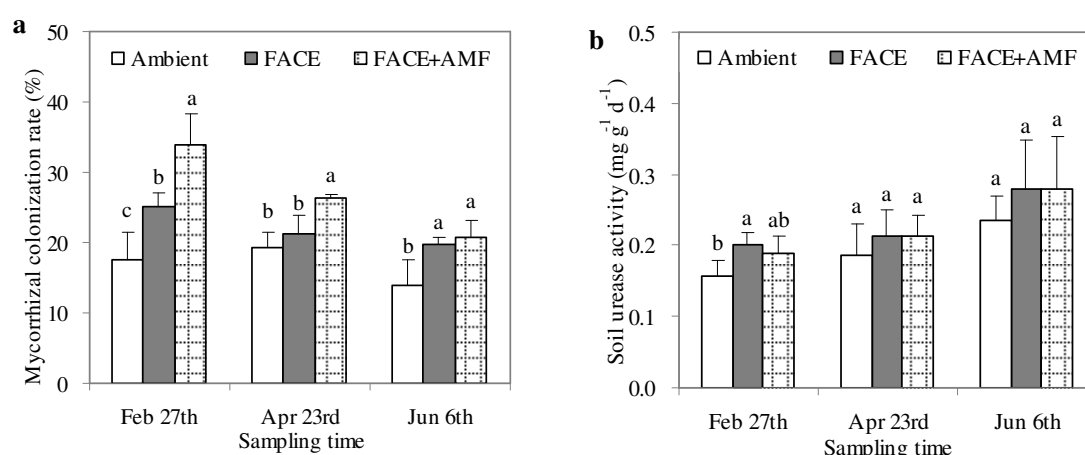 a
Mycorrhizal colonization rate (%)
50
40
30
20
10
0
Ambient FACE FACE+AMF
c b a
b b a
b a a
Feb 27th Apr 23rd Jun 6th
Sampling time
b
Soil urease activity (mg g⁻¹ d⁻¹)
0.5
0.4
0.3
0.2
0.1
0.0
Ambient FACE FACE+AMF
b a ab
a a a
a a a
Feb 27th Apr 23rd Jun 6th
Sampling time